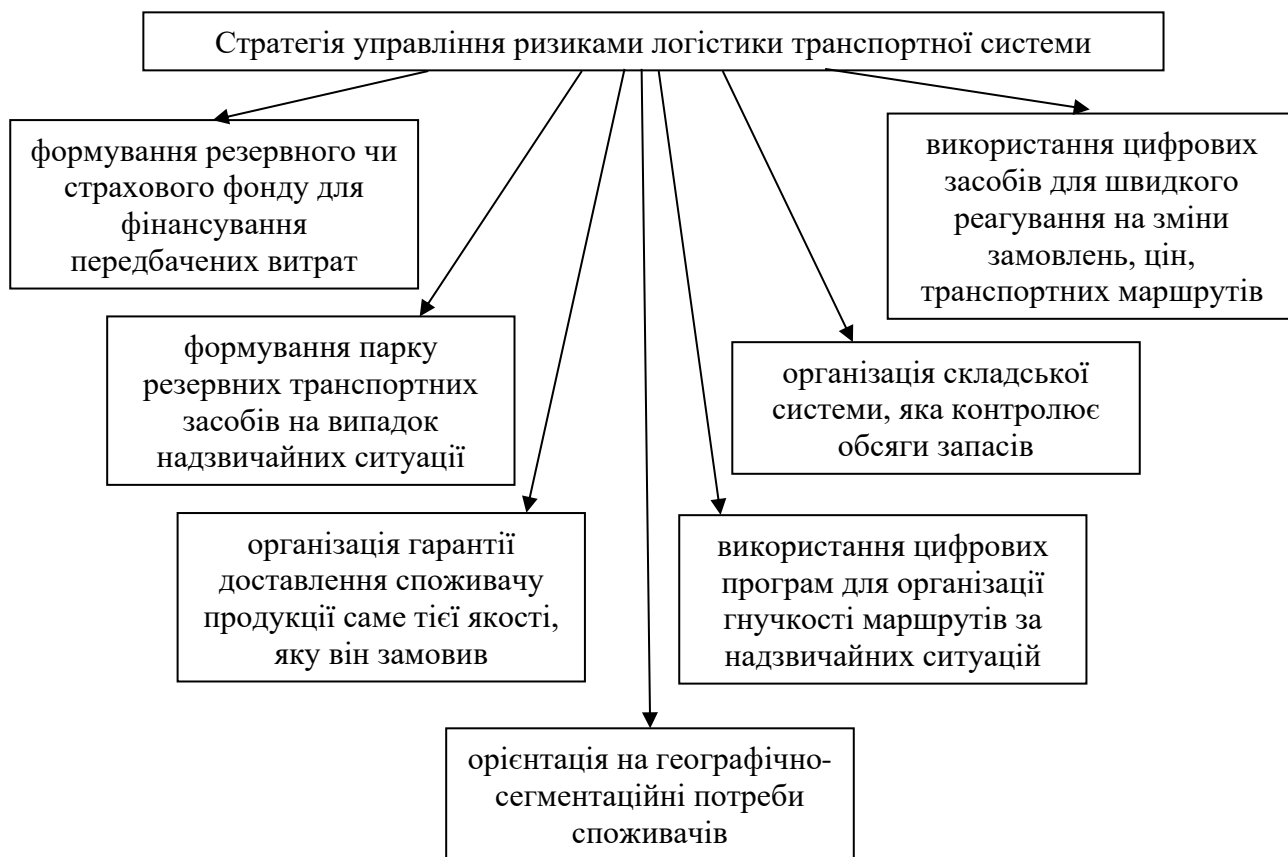 Стратегія управління ризиками логістики транспортної системи
формування резервного чи
страхового фонду для
фінансування
передбачених витрат
використання цифрових
засобів для швидкого
реагування на зміни
замовлень, цін,
транспортних маршрутів
формування парку
резервних транспортних
засобів на випадок
надзвичайних ситуації
організація складської
системи, яка контролює
обсяги запасів
організація гарантії
доставлення споживачу
продукції саме тієї якості,
яку він замовив
використання цифрових
програм для організації
гнучкості маршрутів за
надзвичайних ситуацій
орієнтація на географічно-
сегментаційні потреби
споживачів